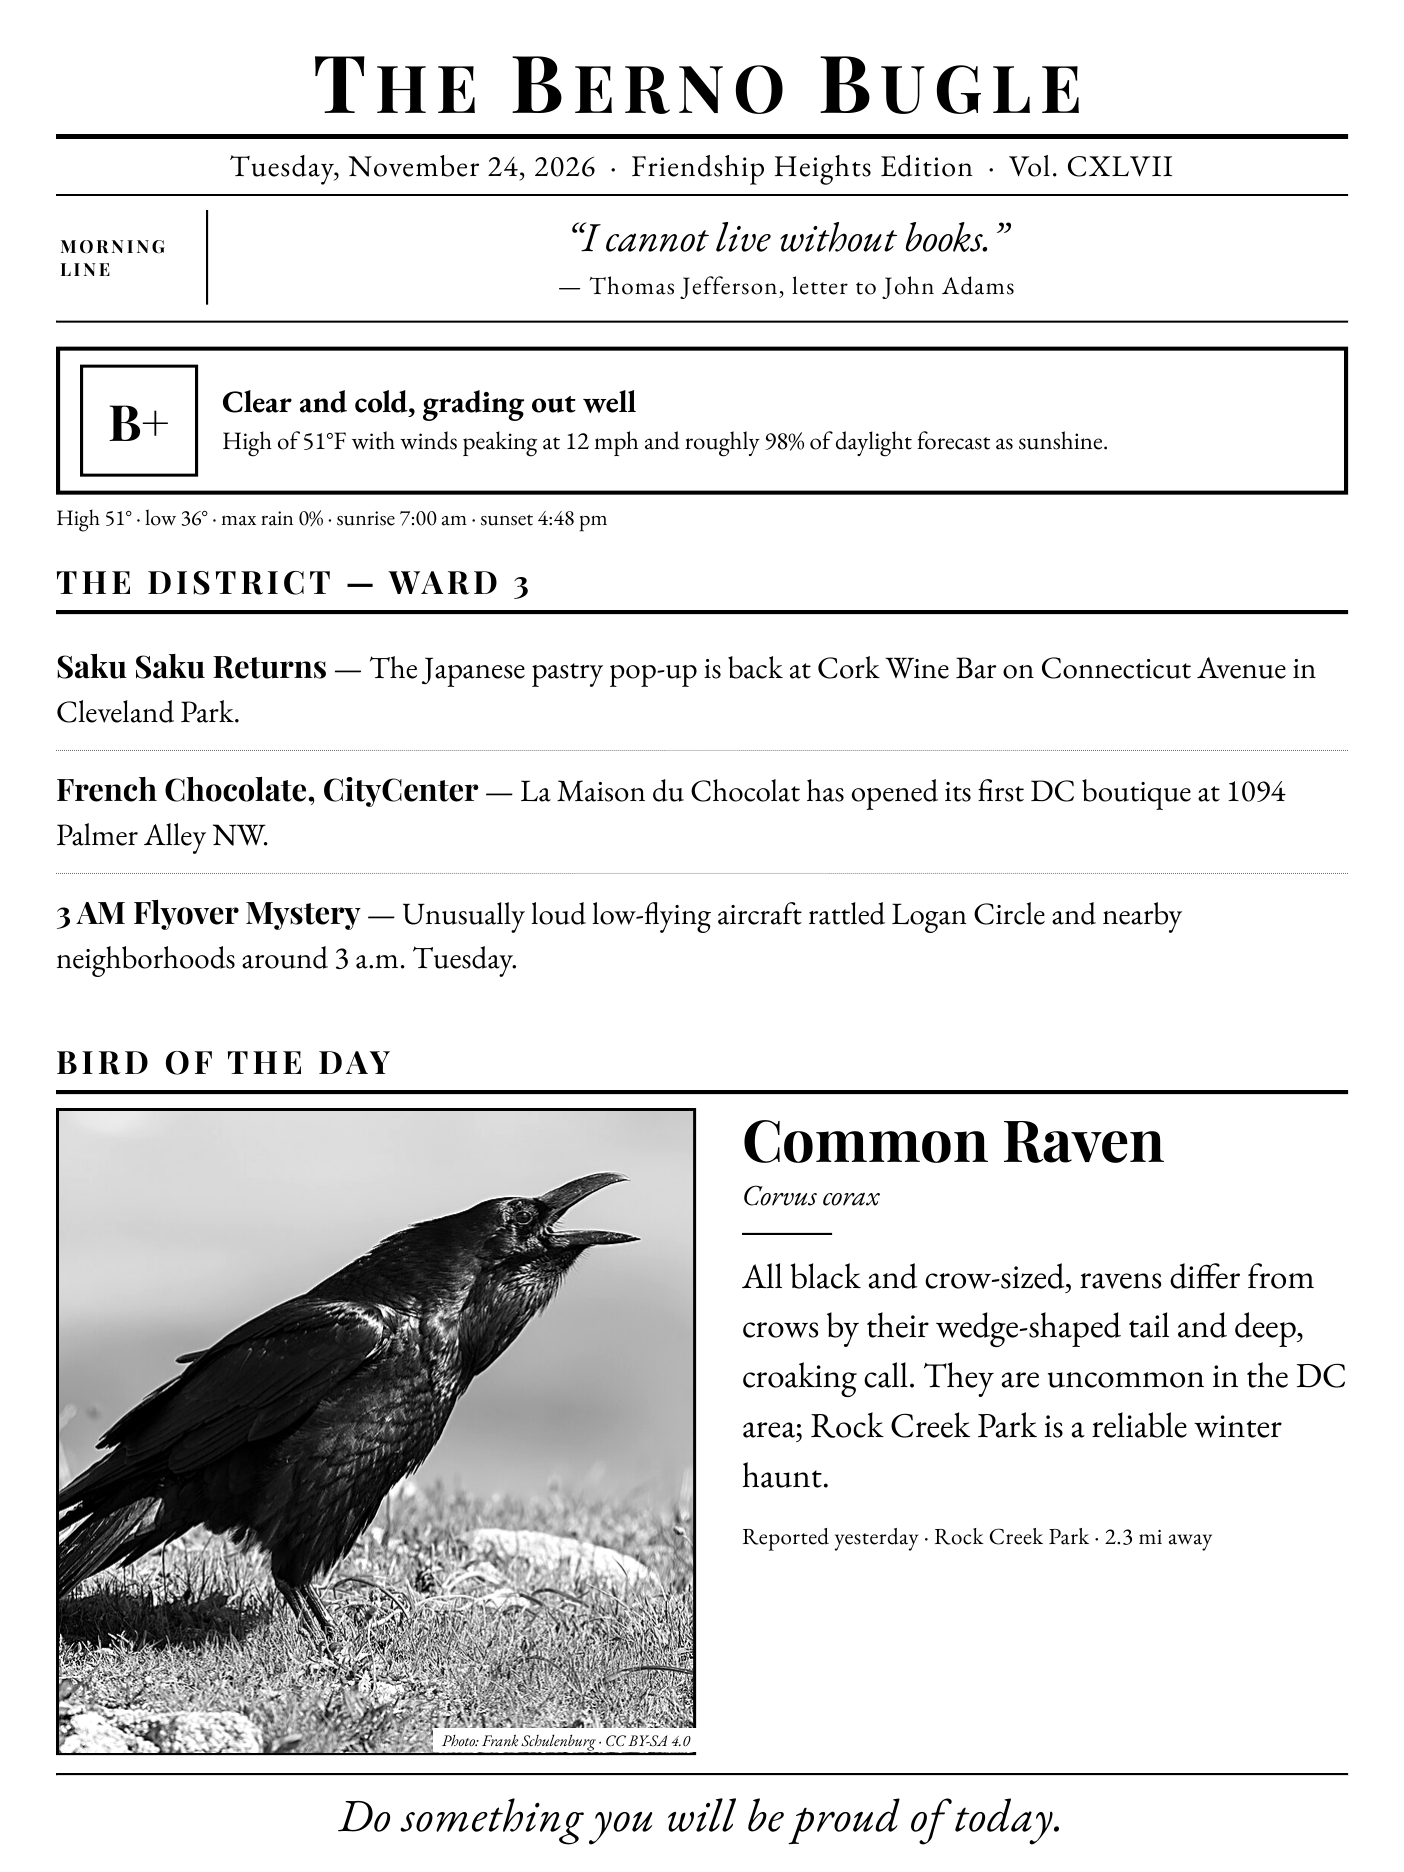 THE BERNO BUGLE
Tuesday, November 24, 2026 · Friendship Heights Edition · Vol. CXLVII
MORNING
LINE
“I cannot live without books.”
— Thomas Jefferson, letter to John Adams
B+
Clear and cold, grading out well
High of 51°F with winds peaking at 12 mph and roughly 98% of daylight forecast as sunshine.
High 51° · low 36° · max rain 0% · sunrise 7:00 am · sunset 4:48 pm
THE DISTRICT — WARD 3
Saku Saku Returns — The Japanese pastry pop-up is back at Cork Wine Bar on Connecticut Avenue in
Cleveland Park.
French Chocolate, CityCenter — La Maison du Chocolat has opened its first DC boutique at 1094
Palmer Alley NW.
3 AM Flyover Mystery — Unusually loud low-flying aircraft rattled Logan Circle and nearby
neighborhoods around 3 a.m. Tuesday.
BIRD OF THE DAY
Common Raven
Corvus corax
All black and crow-sized, ravens differ from
crows by their wedge-shaped tail and deep,
croaking call. They are uncommon in the DC
area; Rock Creek Park is a reliable winter
haunt.
Reported yesterday · Rock Creek Park · 2.3 mi away
Photo: Frank Schulenburg · CC BY-SA 4.0
Do something you will be proud of today.